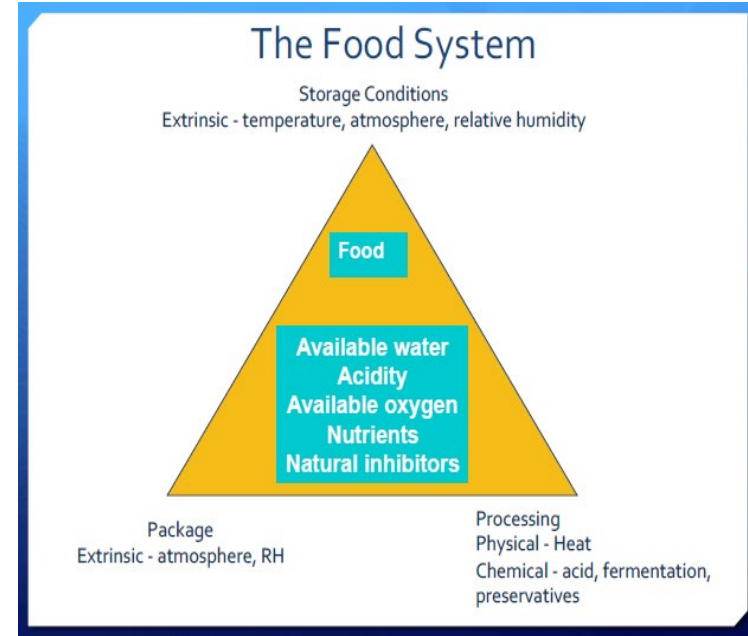 The Food System
Storage Conditions
Extrinsic - temperature, atmosphere, relative humidity
Food
Available water
Acidity
Available oxygen
Nutrients
Natural inhibitors
Package
Extrinsic - atmosphere, RH
Processing
Physical - Heat
Chemical - acid, fermentation,
preservatives